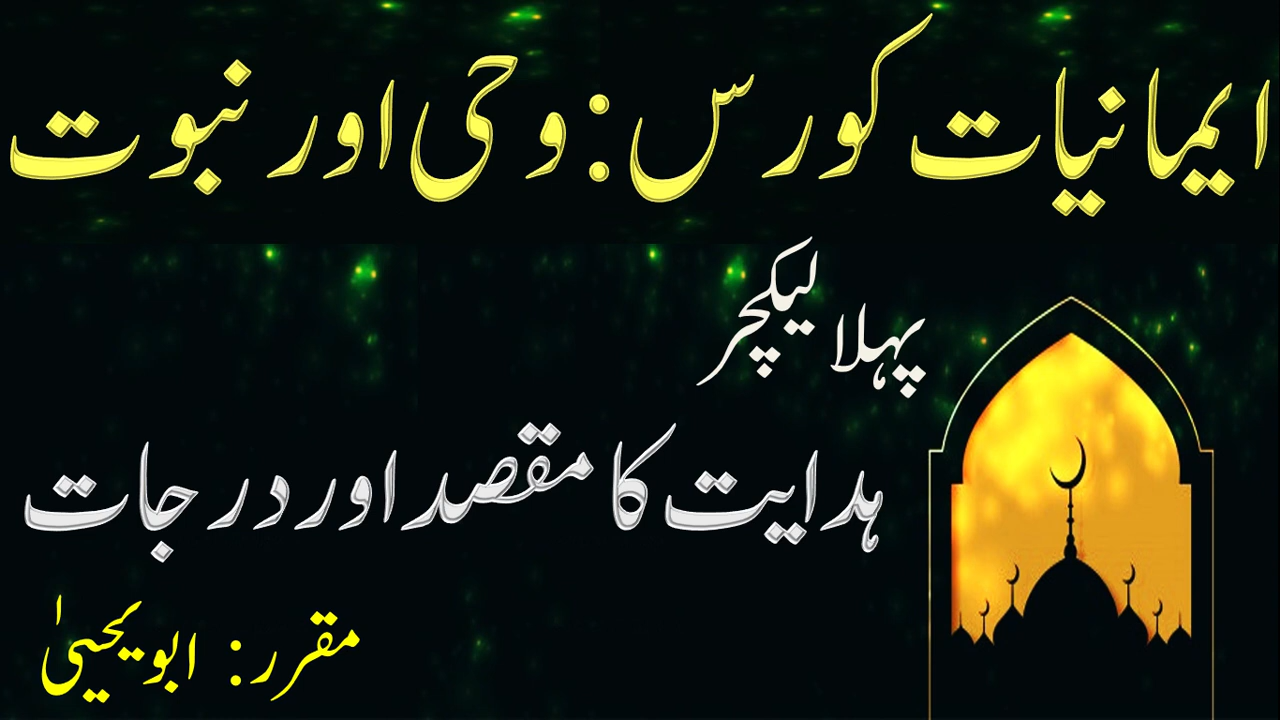 ایمانیات کورس: وحی اور نبوت
پہلا لیکچر
ہدایت کا مقصد اور درجات
مقرر: ابویحییٰ